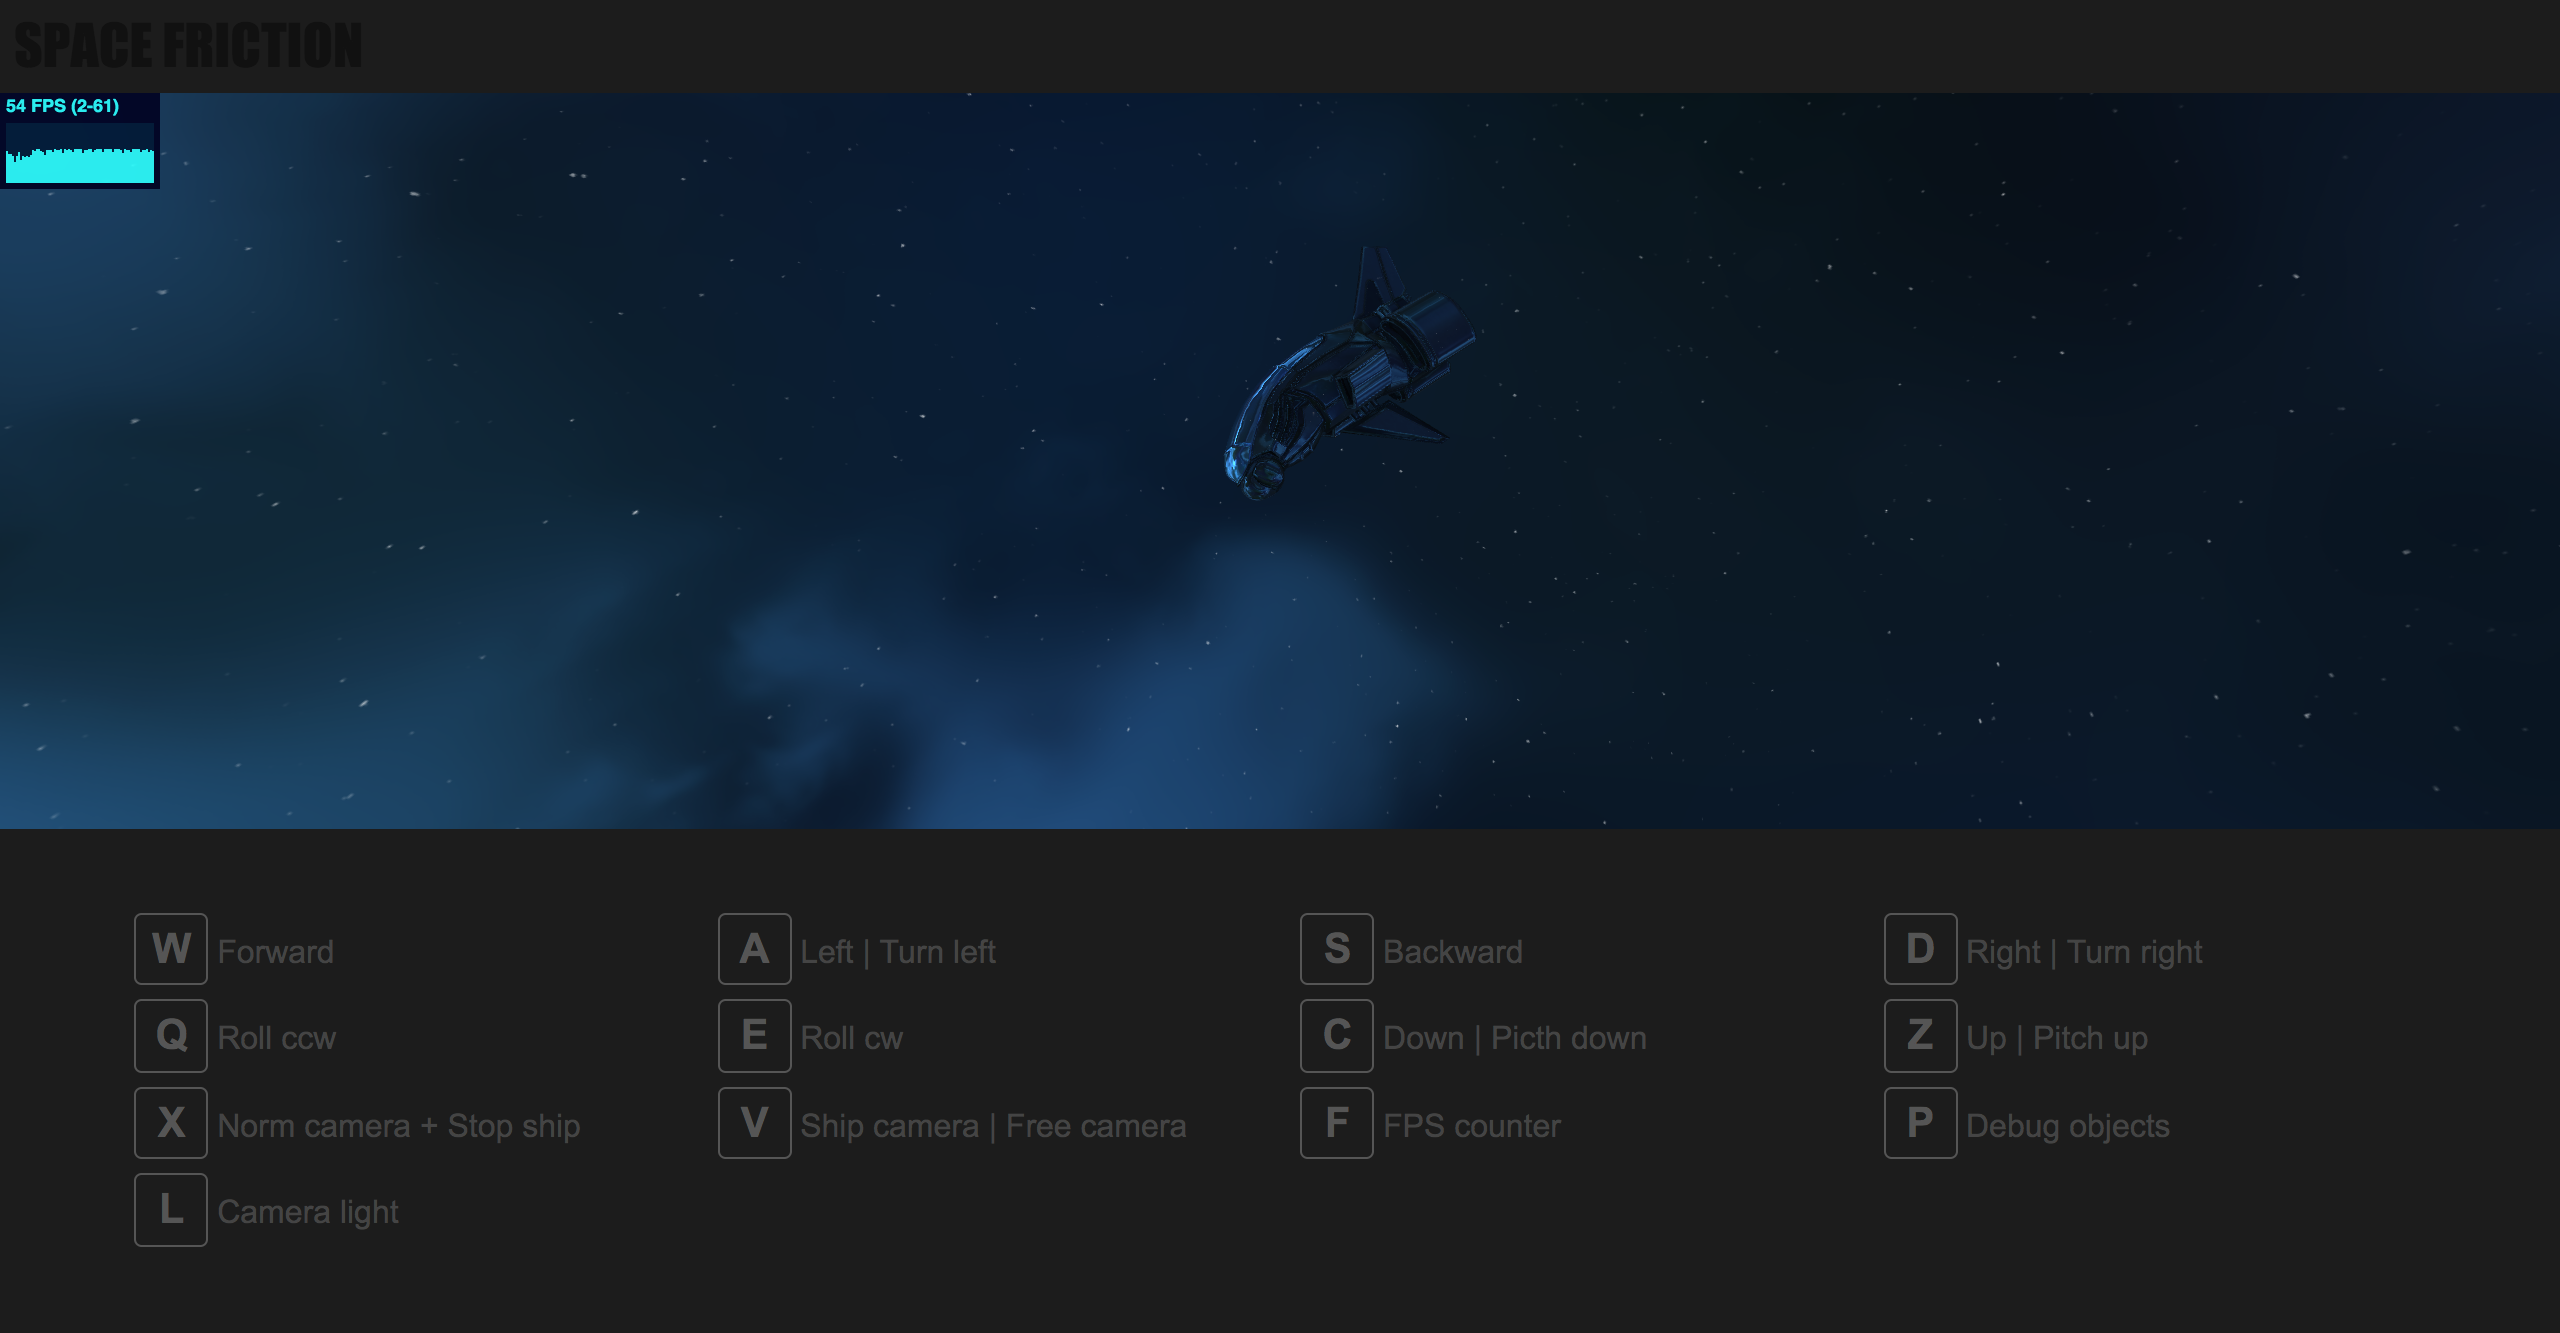 SPACE FRICTION
54 FPS (2-61)
W Forward
A Left | Turn left
S Backward
D Right | Turn right
Q Roll ccw
E Roll cw
C Down | Picth down
Z Up | Pitch up
X Norm camera + Stop ship
V Ship camera | Free camera
F FPS counter
P Debug objects
L Camera light